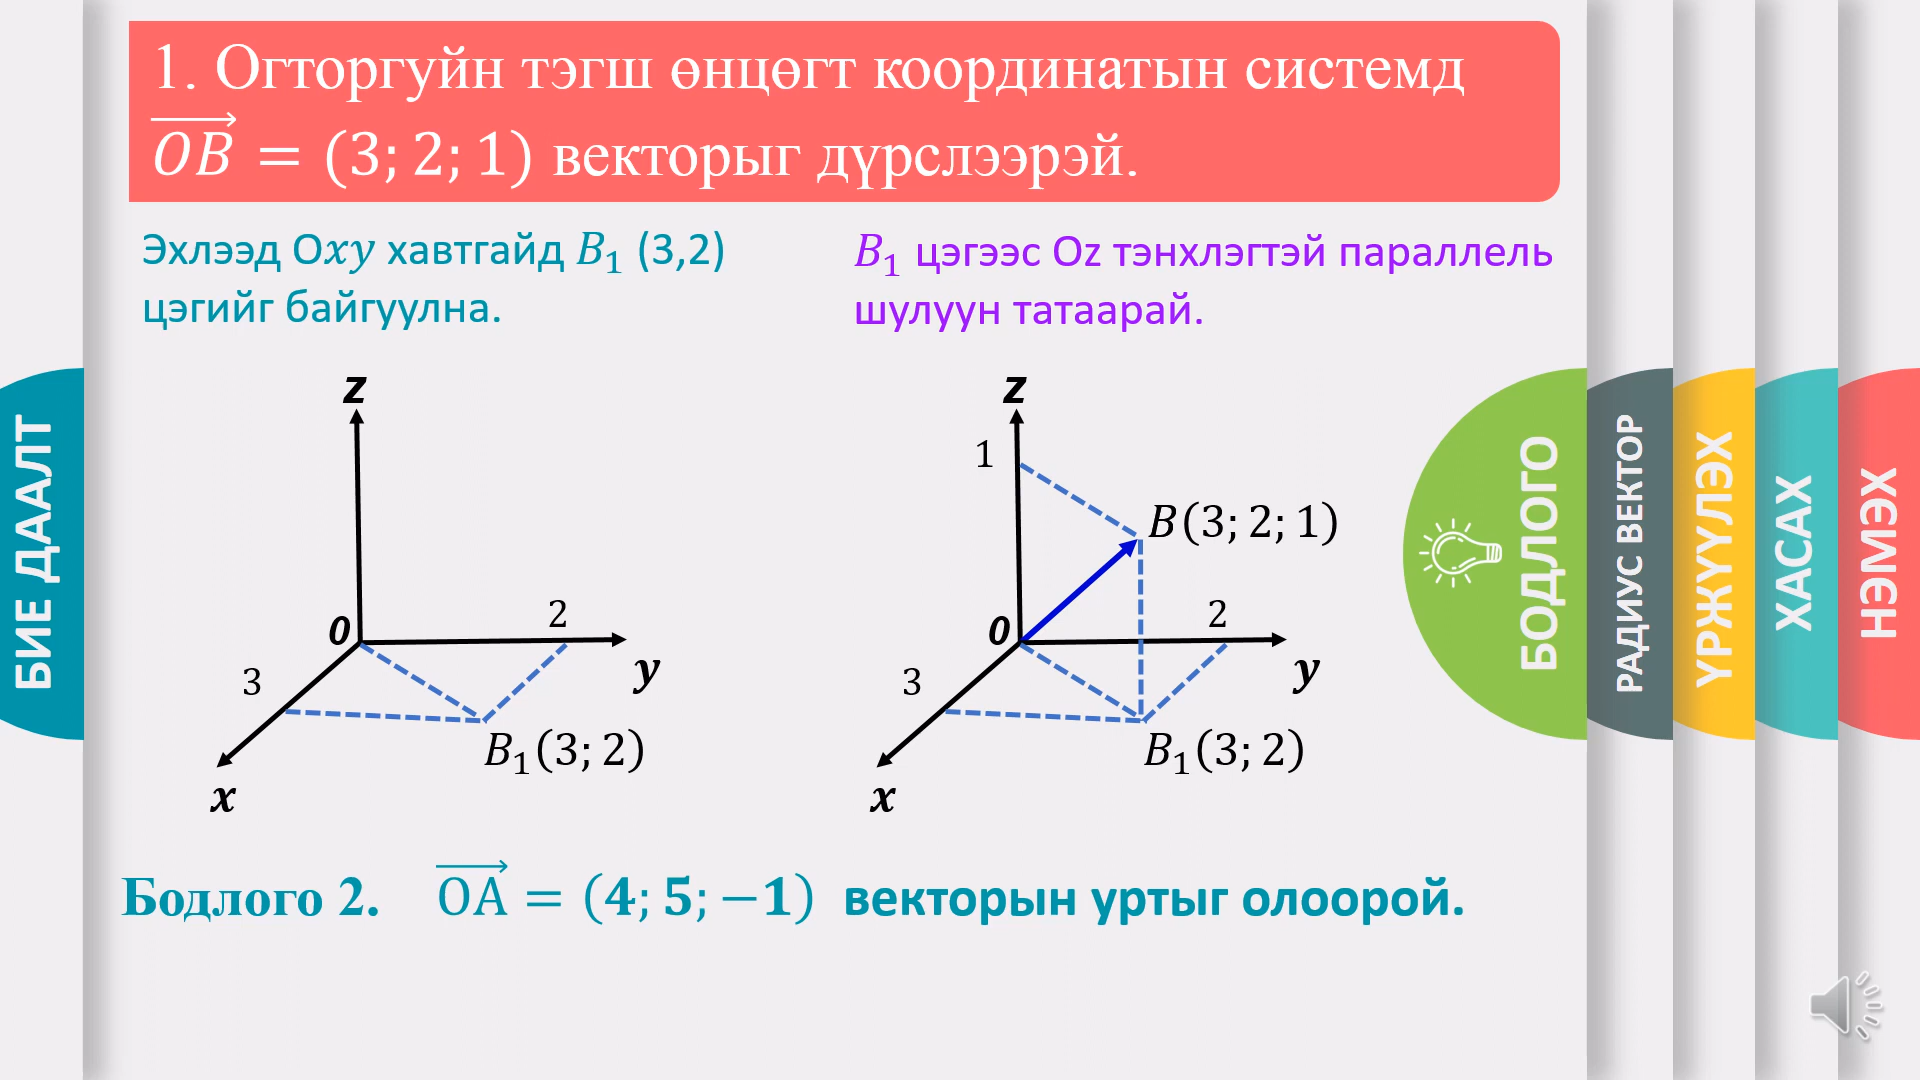 1. Огторгуйн тэгш өнцөгт координатын системд
OB⃗ = (3; 2; 1) векторыг дүрслээрэй.
Эхлээд Oxy хавтгайд B₁ (3,2)
цэгийг байгуулна.
B₁ цэгээс Oz тэнхлэгтэй параллель
шулуун татаарай.
z
0
2
3
y
B₁(3; 2)
x
z
1
B(3; 2; 1)
0
2
3
y
B₁(3; 2)
x
Бодлого 2. OA⃗ = (4; 5; −1) векторын уртыг олоорой.
БИЕ ДААЛТ
БОДЛОГО
РАДИУС ВЕКТОР
ҮРЖҮҮЛЭХ
ХАСАХ
НЭМЭХ